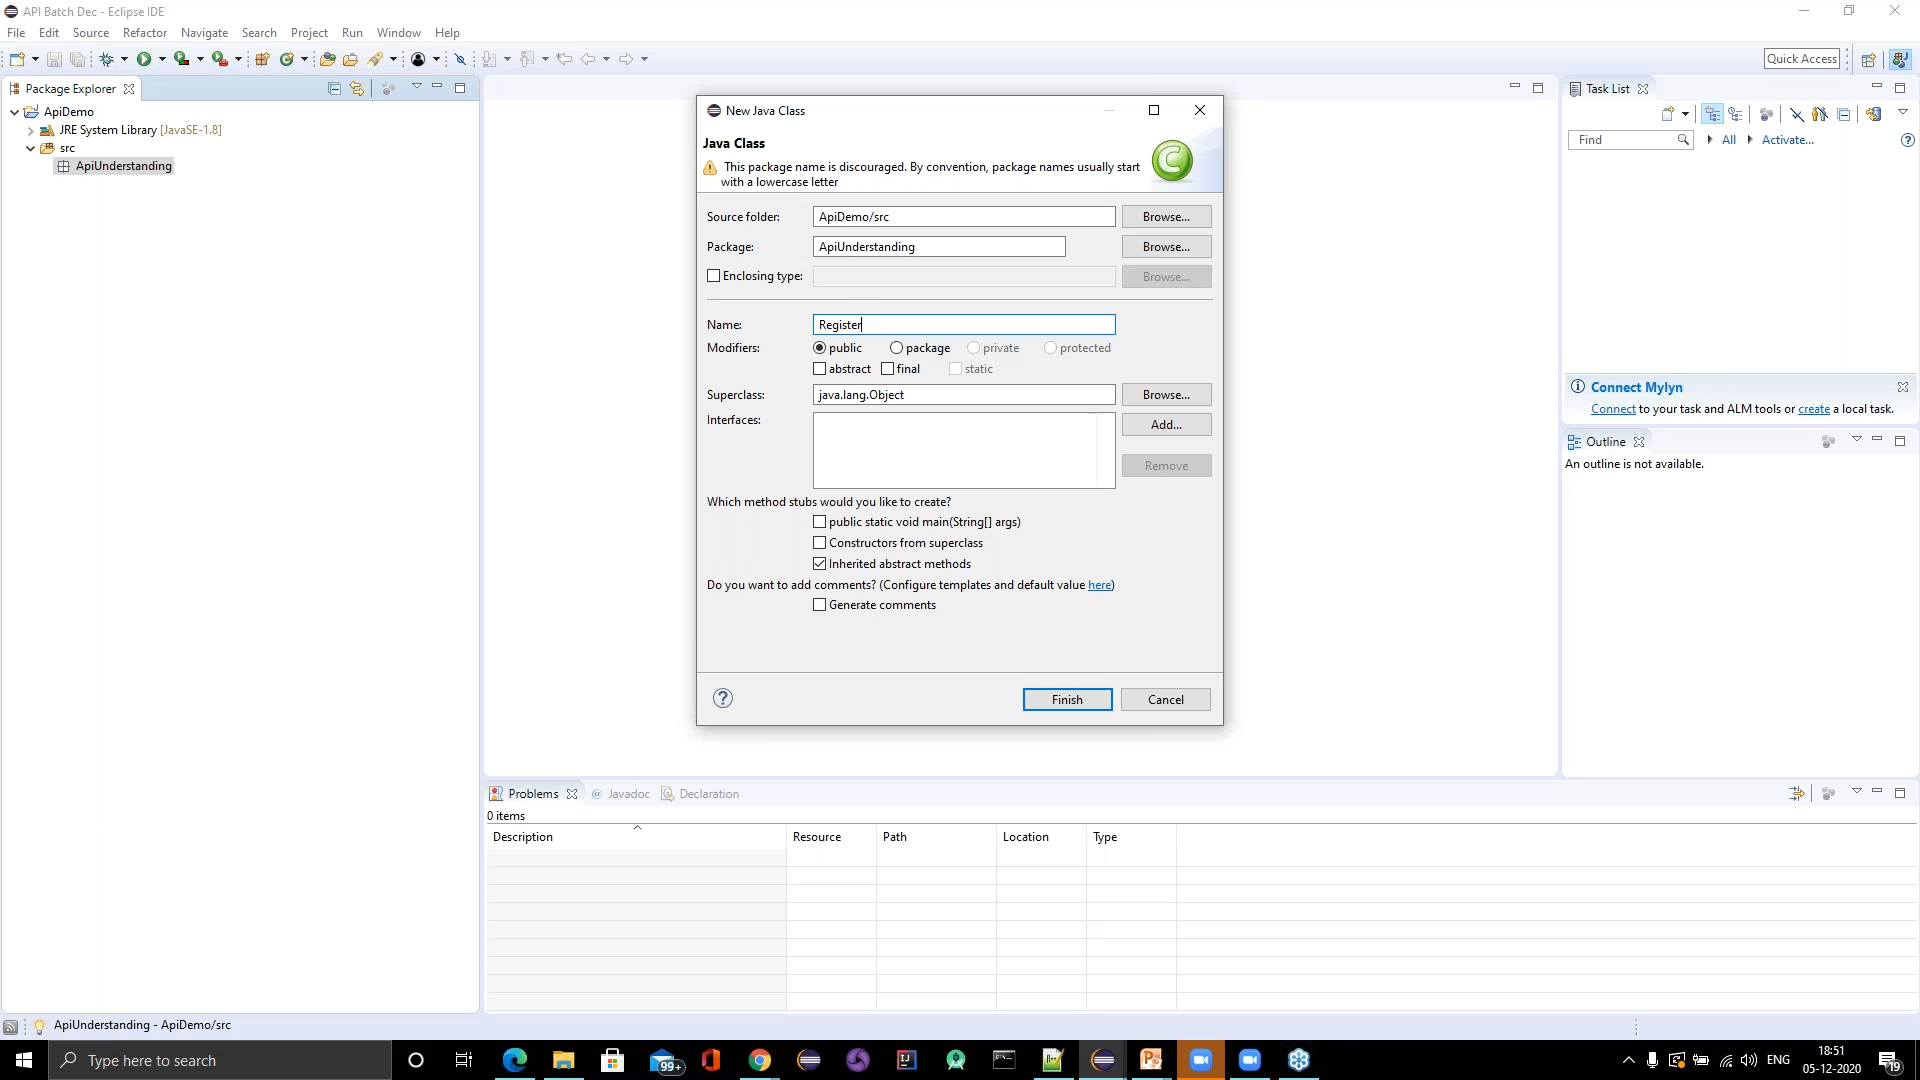 API Batch Dec - Eclipse IDE
File Edit Source Refactor Navigate Search Project Run Window Help
Quick Access
Package Explorer
ApiDemo
JRE System Library [JavaSE-1.8]
src
ApiUnderstanding
New Java Class
Java Class
This package name is discouraged. By convention, package names usually start
with a lowercase letter
Source folder: ApiDemo/src Browse...
Package: ApiUnderstanding Browse...
Enclosing type: Browse...
Name: Register
Modifiers: public package private protected
abstract final static
Superclass: java.lang.Object Browse...
Interfaces: Add...
Remove
Which method stubs would you like to create?
public static void main(String[] args)
Constructors from superclass
Inherited abstract methods
Do you want to add comments? (Configure templates and default value here)
Generate comments
Finish Cancel
Task List
Find All Activate...
Connect Mylyn
Connect to your task and ALM tools or create a local task.
Outline
An outline is not available.
Problems @ Javadoc Declaration
0 items
Description Resource Path Location Type
ApiUnderstanding - ApiDemo/src
Type here to search
99+
ENG
18:51
05-12-2020
19